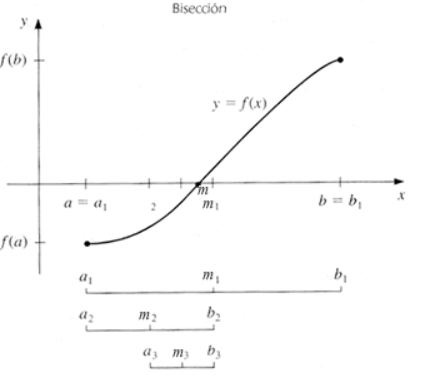 Bisección
y
f(b)
y = f(x)
m
a = a₁ 2 m₁ b = b₁ x
f(a)
a₁ m₁ b₁
a₂ m₂ b₂
a₃ m₃ b₃